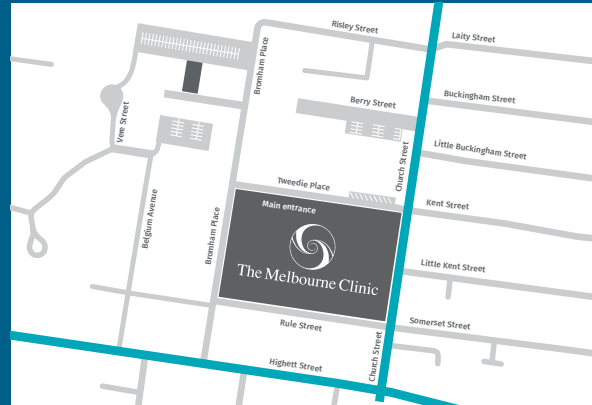 Risley Street
Laity Street
Bromham Place
Buckingham Street
Berry Street
Vere Street
Little Buckingham Street
Church Street
Tweedie Place
Main entrance
Kent Street
Belgium Avenue
Bromham Place
The Melbourne Clinic
Little Kent Street
Rule Street
Somerset Street
Church Street
Highett Street